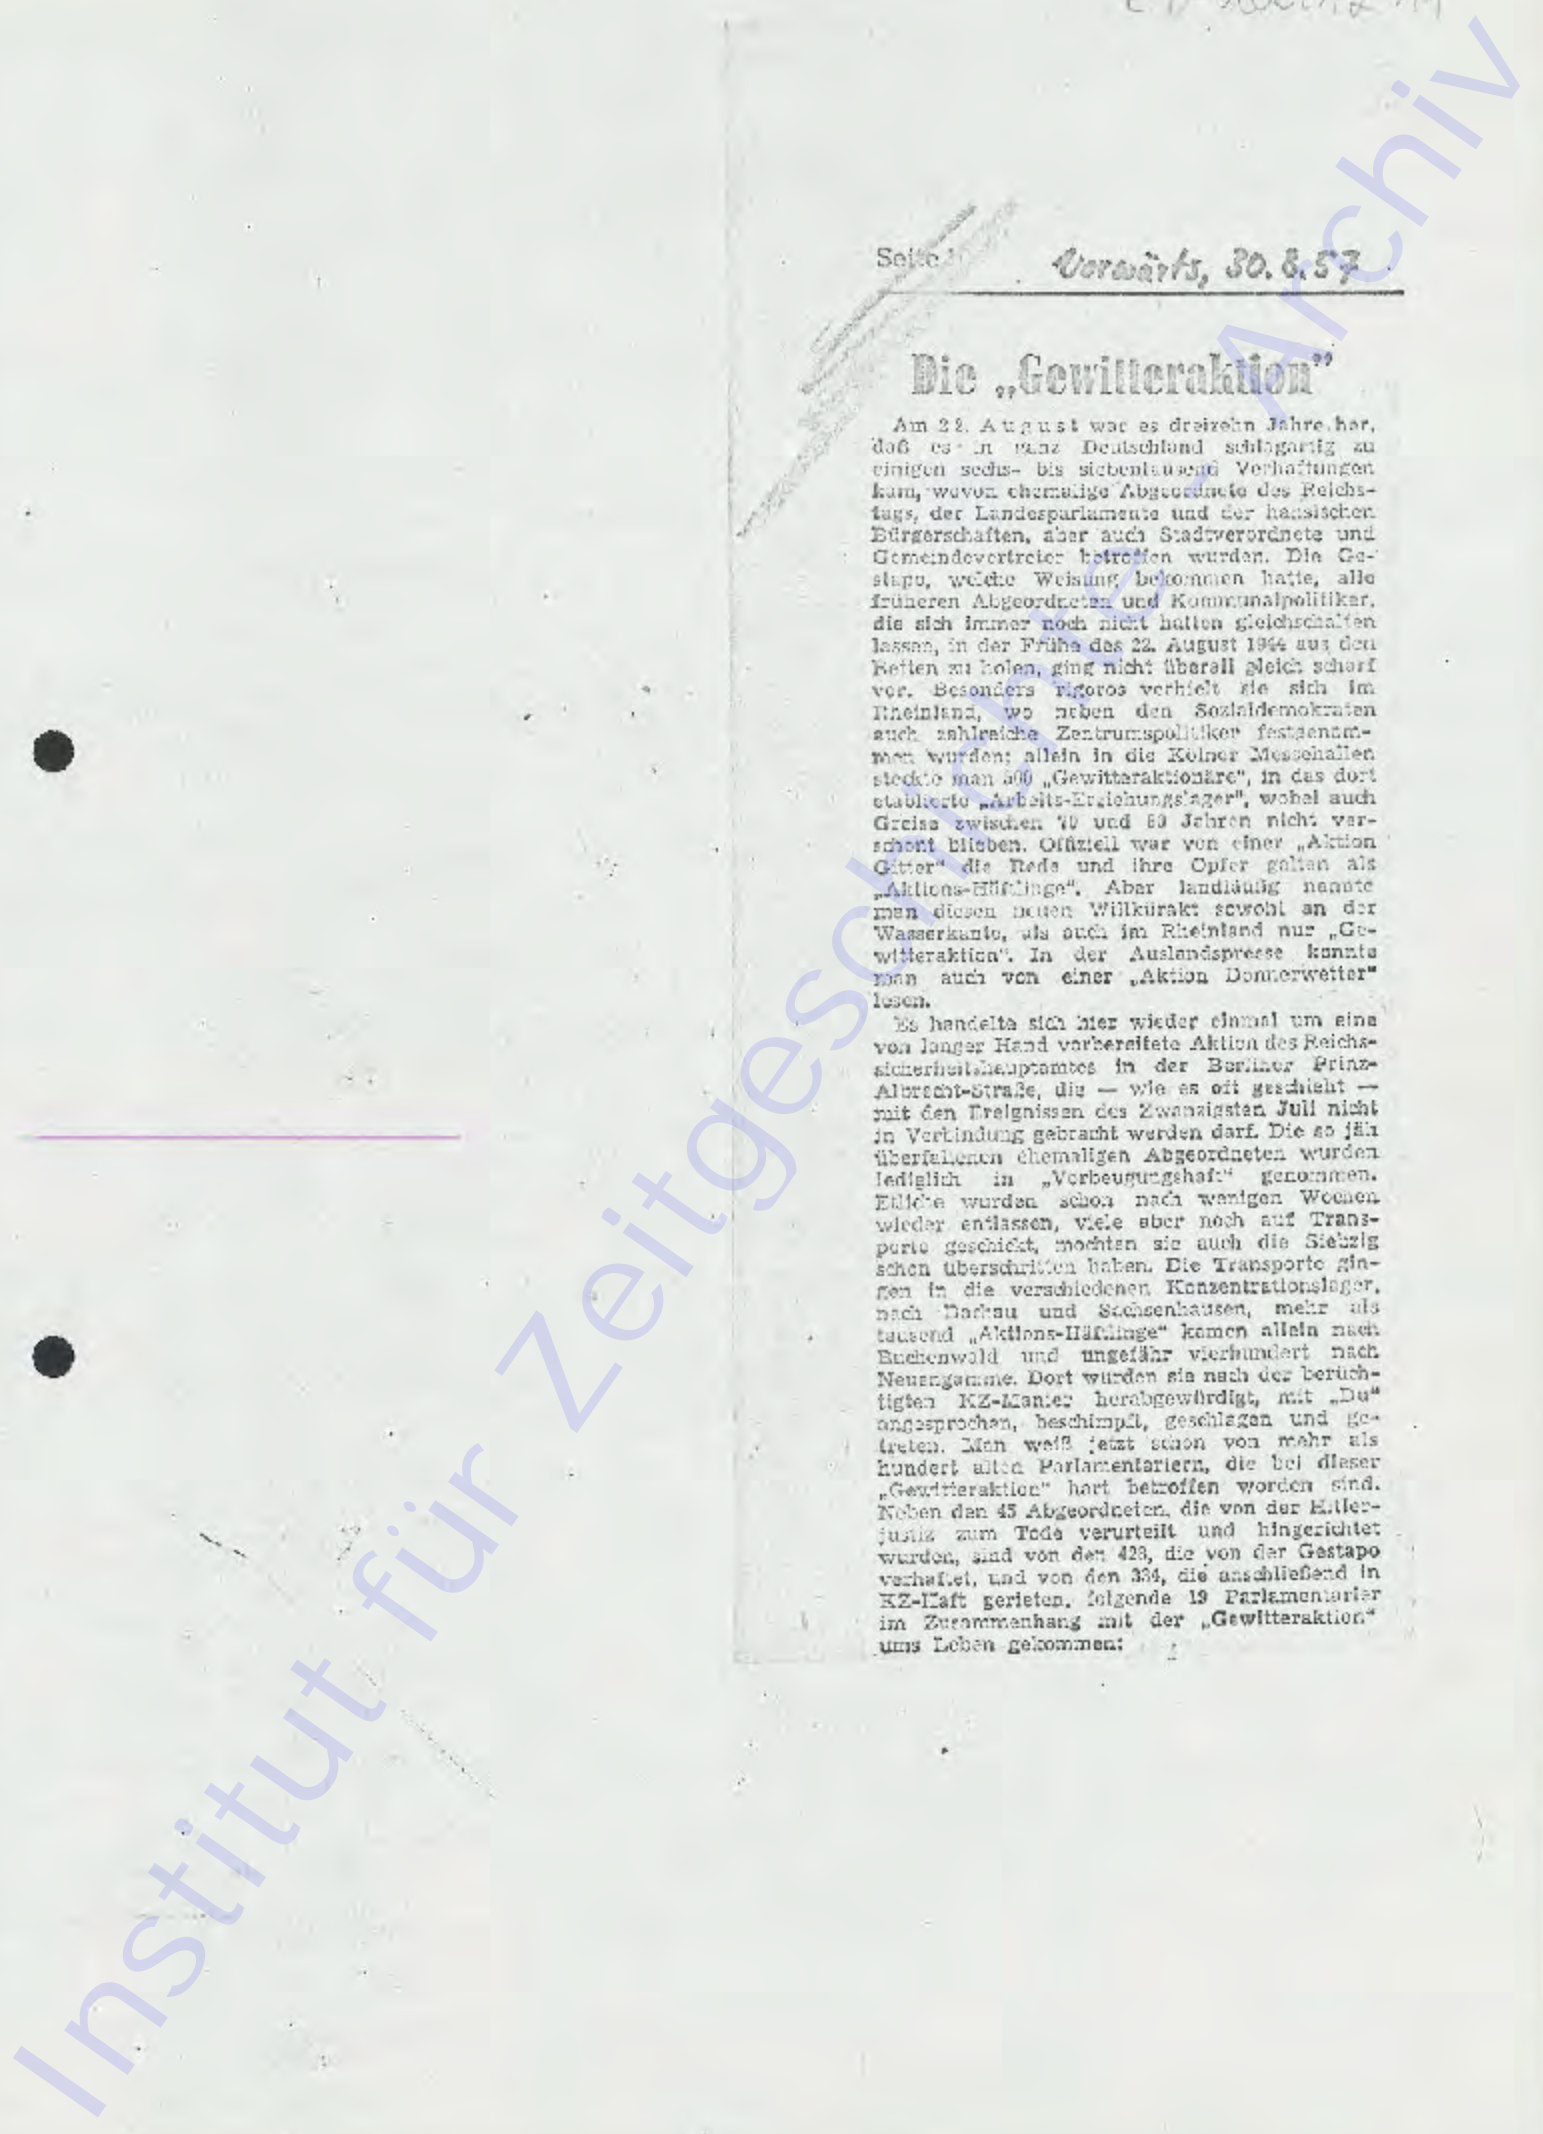 Seite
Vorwärts, 30.8.57
Die „Gewitteraktion"
Am 22. August war es dreizehn Jahre her,
daß es in ganz Deutschland schlagartig zu
einigen sechs- bis siebentausend Verhaftungen
kam, wovon ehemalige Abgeordnete des Reichs-
tags, der Landesparlamente und der hansischen
Bürgerschaften, aber auch Stadtverordnete und
Gemeindevertreter betroffen wurden. Die Ge-
stapo, welche Weisung bekommen hatte, alle
früheren Abgeordneten und Kommunalpolitiker,
die sich immer noch nicht hatten gleichschalten
lassen, in der Frühe des 22. August 1944 aus den
Betten zu holen, ging nicht überall gleich scharf
vor. Besonders rigoros verhielt sie sich im
Rheinland, wo neben den Sozialdemokraten
auch zahlreiche Zentrumspolitiker festgenom-
men wurden; allein in die Kölner Messehallen
steckte man 500 „Gewitteraktionäre", in das dort
etablierte „Arbeits-Erziehungslager", wobei auch
Greise zwischen 70 und 80 Jahren nicht ver-
schont blieben. Offiziell war von einer „Aktion
Gitter" die Rede und ihre Opfer galten als
„Aktions-Häftlinge". Aber landläufig nannte
man diesen neuen Willkürakt sowohl an der
Wasserkante, als auch im Rheinland nur „Ge-
witteraktion". In der Auslandspresse konnte
man auch von einer „Aktion Donnerwetter"
lesen.
Es handelte sich hier wieder einmal um eine
von langer Hand vorbereitete Aktion des Reichs-
sicherheitshauptamtes in der Berliner Prinz-
Albrecht-Straße, die — wie es oft geschieht —
mit den Ereignissen des Zwanzigsten Juli nicht
in Verbindung gebracht werden darf. Die so jäh
überfallenen ehemaligen Abgeordneten wurden
lediglich in „Vorbeugungshaft" genommen.
Etliche wurden schon nach wenigen Wochen
wieder entlassen, viele aber noch auf Trans-
porte geschickt, mochten sie auch die Siebzig
schon überschritten haben. Die Transporte gin-
gen in die verschiedenen Konzentrationslager,
nach Dachau und Sachsenhausen, mehr als
tausend „Aktions-Häftlinge" kamen allein nach
Buchenwald und ungefähr vierhundert nach
Neuengamme. Dort wurden sie nach der berüch-
tigten KZ-Manier herabgewürdigt, mit „Du"
angesprochen, beschimpft, geschlagen und ge-
treten. Man weiß jetzt schon von mehr als
hundert alten Parlamentariern, die bei dieser
„Gewitteraktion" hart betroffen worden sind.
Neben den 45 Abgeordneten, die von der Hitler-
justiz zum Tode verurteilt und hingerichtet
wurden, sind von den 423, die von der Gestapo
verhaftet, und von den 334, die anschließend in
KZ-Haft gerieten, folgende 19 Parlamentarier
im Zusammenhang mit der „Gewitteraktion"
ums Leben gekommen:
Institut für Zeitgeschichte - Archiv